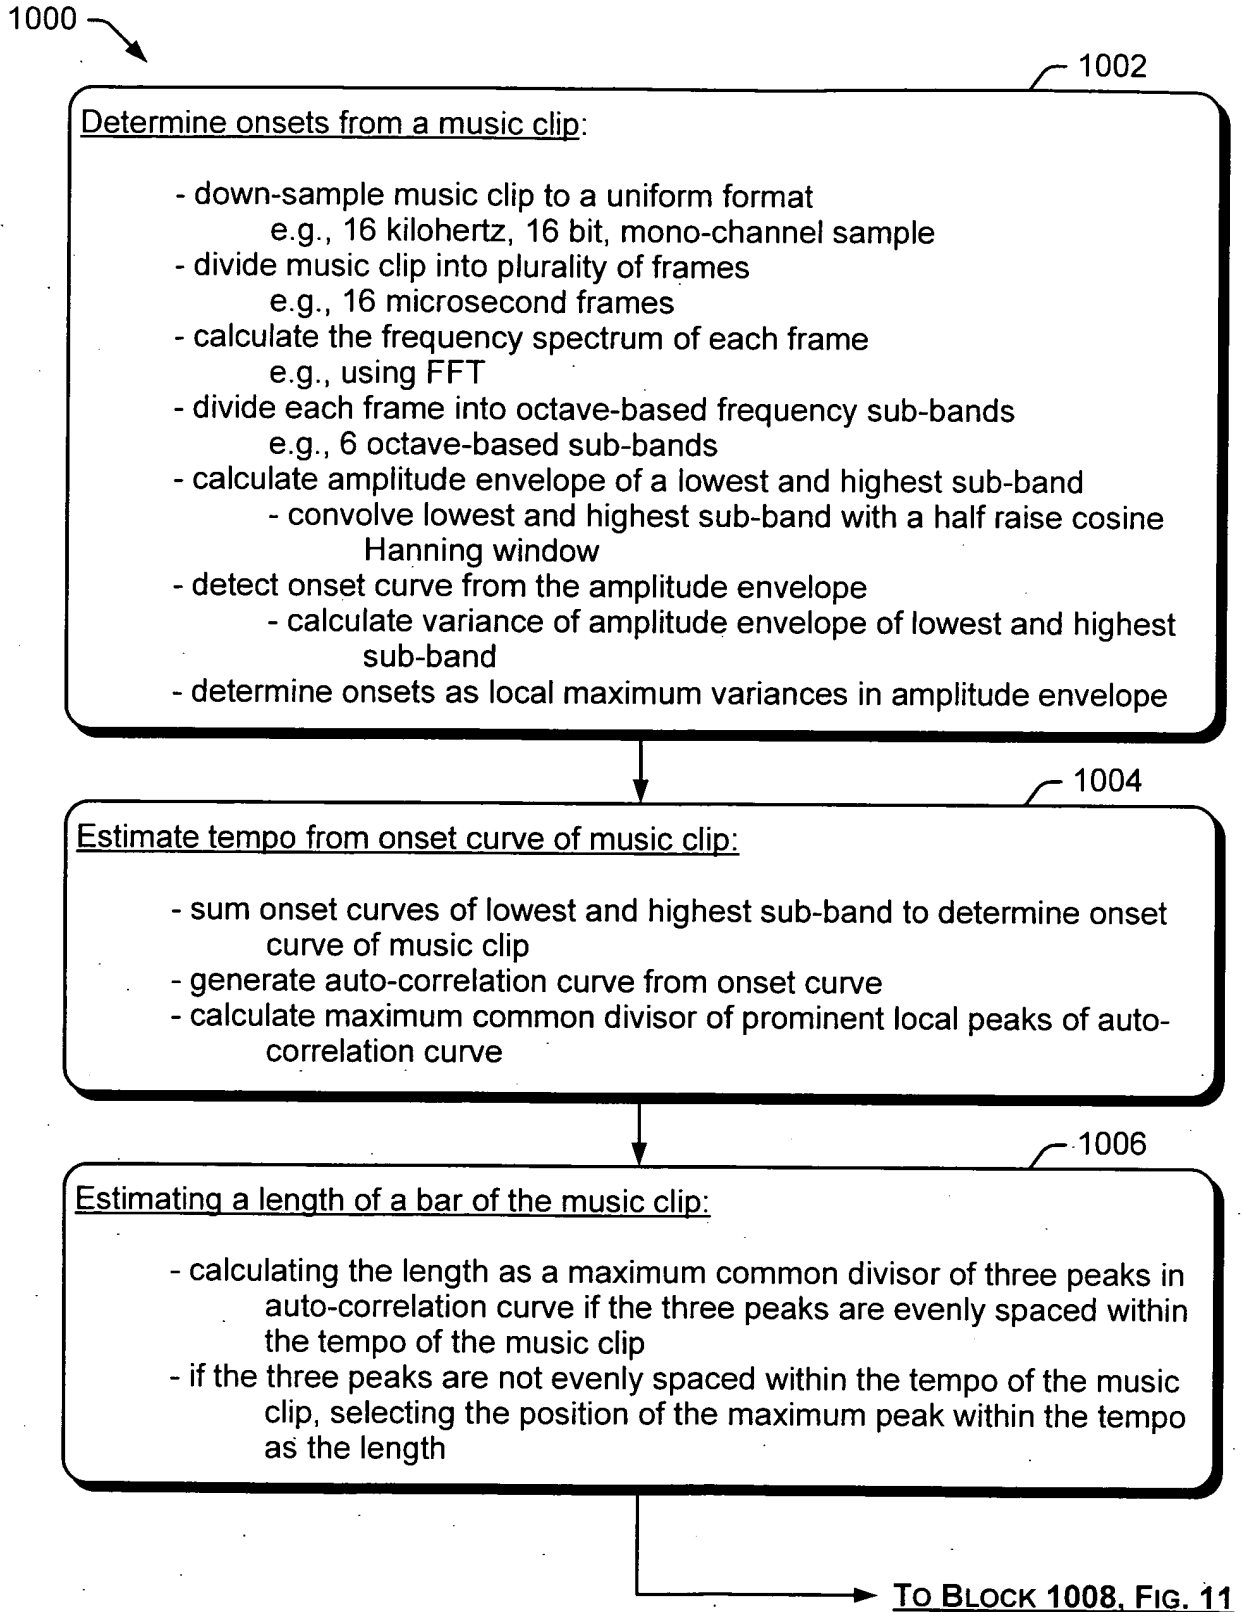 1000
1002
Determine onsets from a music clip:
- down-sample music clip to a uniform format
e.g., 16 kilohertz, 16 bit, mono-channel sample
- divide music clip into plurality of frames
e.g., 16 microsecond frames
- calculate the frequency spectrum of each frame
e.g., using FFT
- divide each frame into octave-based frequency sub-bands
e.g., 6 octave-based sub-bands
- calculate amplitude envelope of a lowest and highest sub-band
- convolve lowest and highest sub-band with a half raise cosine
Hanning window
- detect onset curve from the amplitude envelope
- calculate variance of amplitude envelope of lowest and highest
sub-band
- determine onsets as local maximum variances in amplitude envelope
1004
Estimate tempo from onset curve of music clip:
- sum onset curves of lowest and highest sub-band to determine onset
curve of music clip
- generate auto-correlation curve from onset curve
- calculate maximum common divisor of prominent local peaks of auto-
correlation curve
1006
Estimating a length of a bar of the music clip:
- calculating the length as a maximum common divisor of three peaks in
auto-correlation curve if the three peaks are evenly spaced within
the tempo of the music clip
- if the three peaks are not evenly spaced within the tempo of the music
clip, selecting the position of the maximum peak within the tempo
as the length
TO BLOCK 1008, FIG. 11